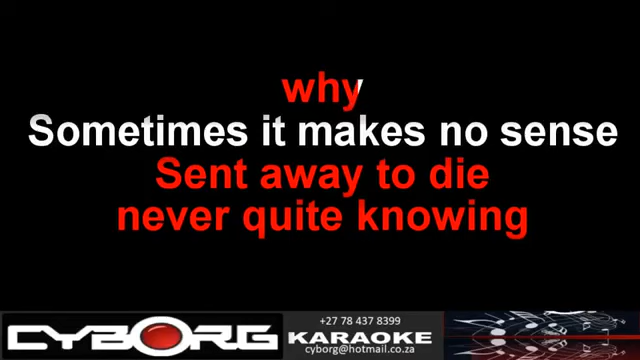 why
Sometimes it makes no sense
Sent away to die
never quite knowing
CYBORG
+27 78 437 8399
KARAOKE
cyborg@hotmail.co.za